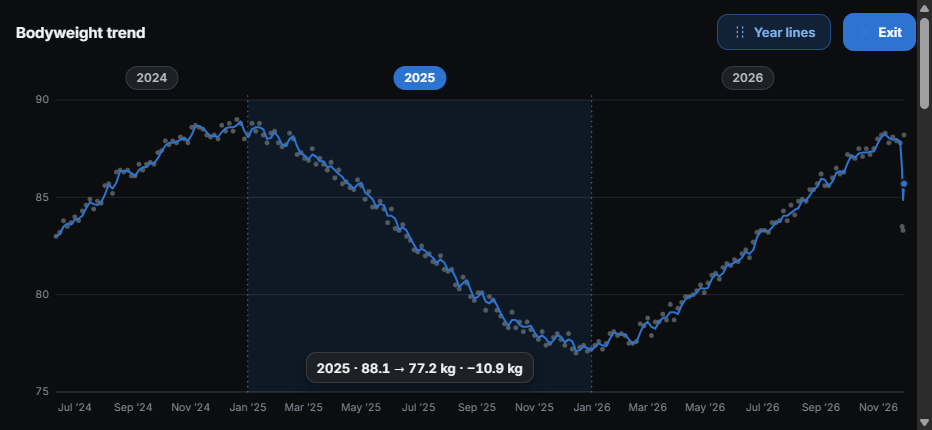 Bodyweight trend
Year lines
Exit
2024
2025
2026
90
85
80
75
2025 · 88.1 → 77.2 kg · −10.9 kg
Jul '24 Sep '24 Nov '24 Jan '25 Mar '25 May '25 Jul '25 Sep '25 Nov '25 Jan '26 Mar '26 May '26 Jul '26 Sep '26 Nov '26